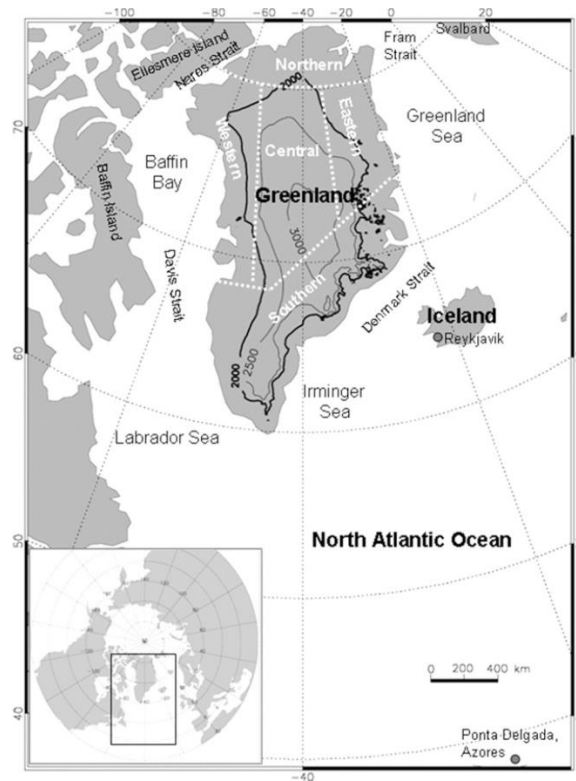 -100
-80
-60
-40
-20
0
20
Svalbard
Fram
Strait
Ellesmere Island
Nares Strait
Northern
2000
70
Greenland
Sea
Western
Eastern
Baffin
Bay
Central
Baffin Island
Greenland
3000
Davis Strait
Southern
Denmark Strait
Iceland
Reykjavik
60
2500
2000
Irminger
Sea
Labrador Sea
50
North Atlantic Ocean
0 200 400 km
40
Ponta Delgada,
Azores
-40